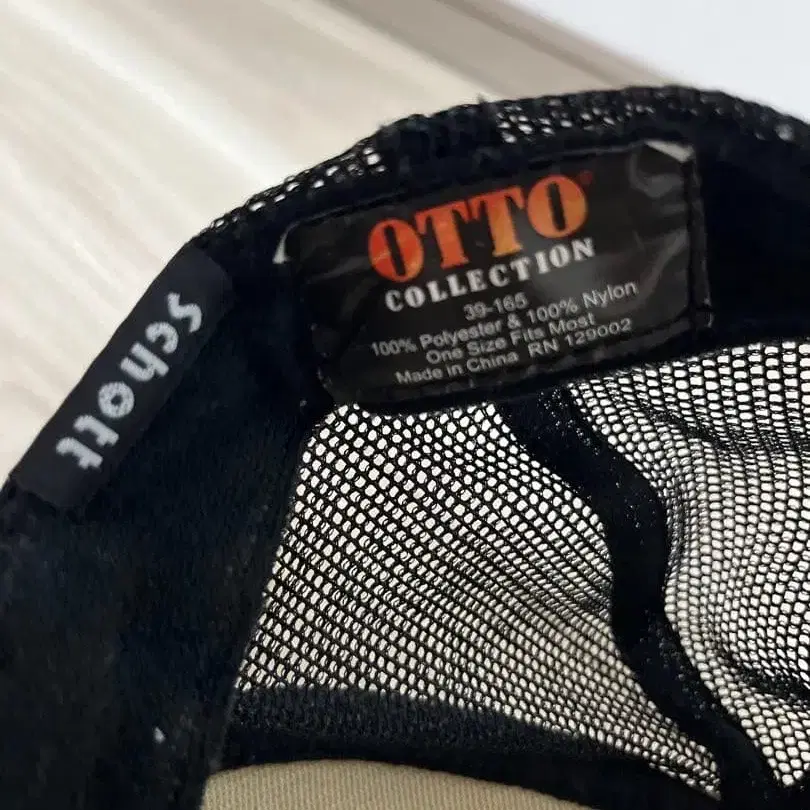 OTTO®
COLLECTION
39-165
100% Polyester & 100% Nylon
One Size Fits Most
Made in China RN 129002
Schott